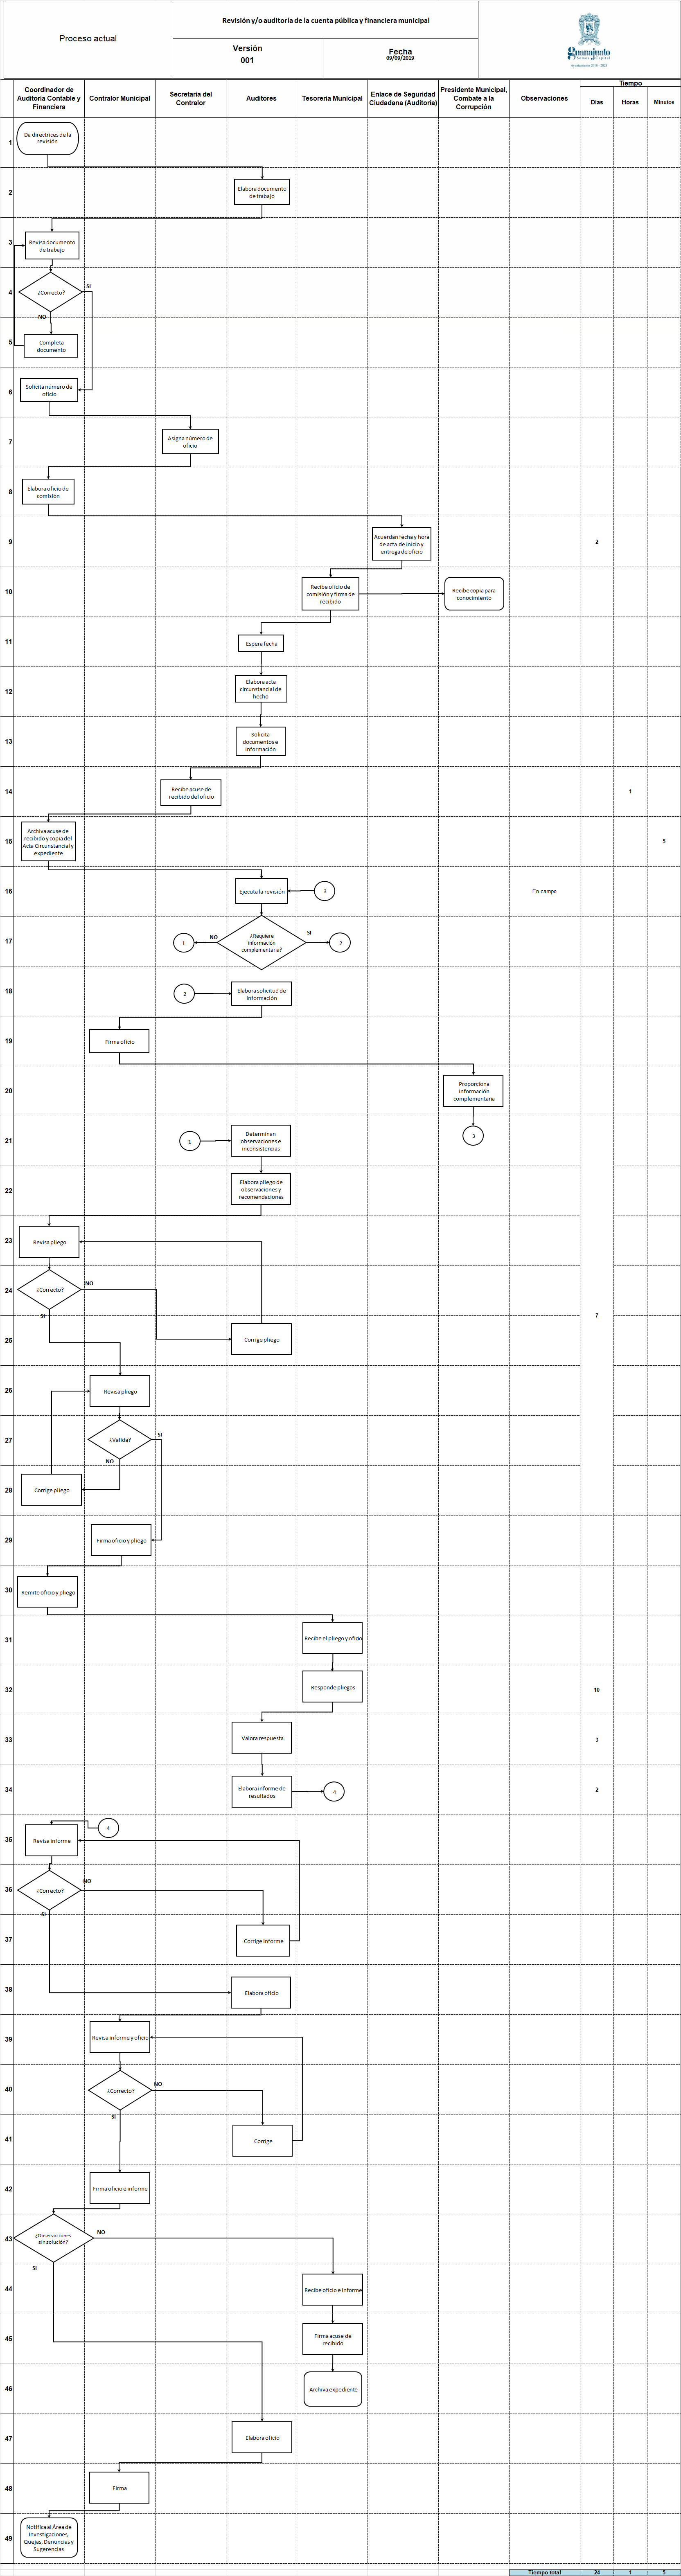 Proceso actual
Revisión y/o auditoría de la cuenta pública y financiera municipal
Versión
001
Fecha
09/09/2019
Guanajuato
Somos Capital
Ayuntamiento 2018 - 2021
Tiempo
Coordinador de
Auditoría Contable y
Financiera
Contralor Municipal
Secretaria del
Contralor
Auditores
Tesorería Municipal
Enlace de Seguridad
Ciudadana (Auditoría)
Presidente Municipal,
Combate a la
Corrupción
Observaciones
Días
Horas
Minutos
1
Da directrices de la
revisión
2
Elabora documento
de trabajo
3
Revisa documento
de trabajo
4
¿Correcto?
SI
NO
5
Completa
documento
6
Solicita número de
oficio
7
Asigna número de
oficio
8
Elabora oficio de
comisión
9
Acuerdan fecha y hora
de acta de inicio y
entrega de oficio
2
10
Recibe oficio de
comisión y firma de
recibido
Recibe copia para
conocimiento
11
Espera fecha
12
Elabora acta
circunstancial de
hecho
13
Solicita
documentos e
información
14
Recibe acuse de
recibido del oficio
1
15
Archiva acuse de
recibido y copia del
Acta Circunstancial y
expediente
5
16
Ejecuta la revisión
3
En campo
17
1
NO
¿Requiere
información
complementaria?
SI
2
18
2
Elabora solicitud de
información
19
Firma oficio
20
Proporciona
información
complementaria
21
1
Determinan
observaciones e
inconsistencias
3
22
Elabora pliego de
observaciones y
recomendaciones
23
Revisa pliego
24
¿Correcto?
NO
SI
7
25
Corrige pliego
26
Revisa pliego
27
¿Valida?
SI
NO
28
Corrige pliego
29
Firma oficio y pliego
30
Remite oficio y pliego
31
Recibe el pliego y oficio
32
Responde pliegos
10
33
Valora respuesta
3
34
Elabora informe de
resultados
4
2
35
Revisa informe
4
36
¿Correcto?
NO
SI
37
Corrige informe
38
Elabora oficio
39
Revisa informe y oficio
40
¿Correcto?
NO
SI
41
Corrige
42
Firma oficio e informe
43
¿Observaciones
sin solución?
NO
SI
44
Recibe oficio e informe
45
Firma acuse de
recibido
46
Archiva expediente
47
Elabora oficio
48
Firma
49
Notifica al Área de
Investigaciones,
Quejas, Denuncias y
Sugerencias
Tiempo total
24
1
5